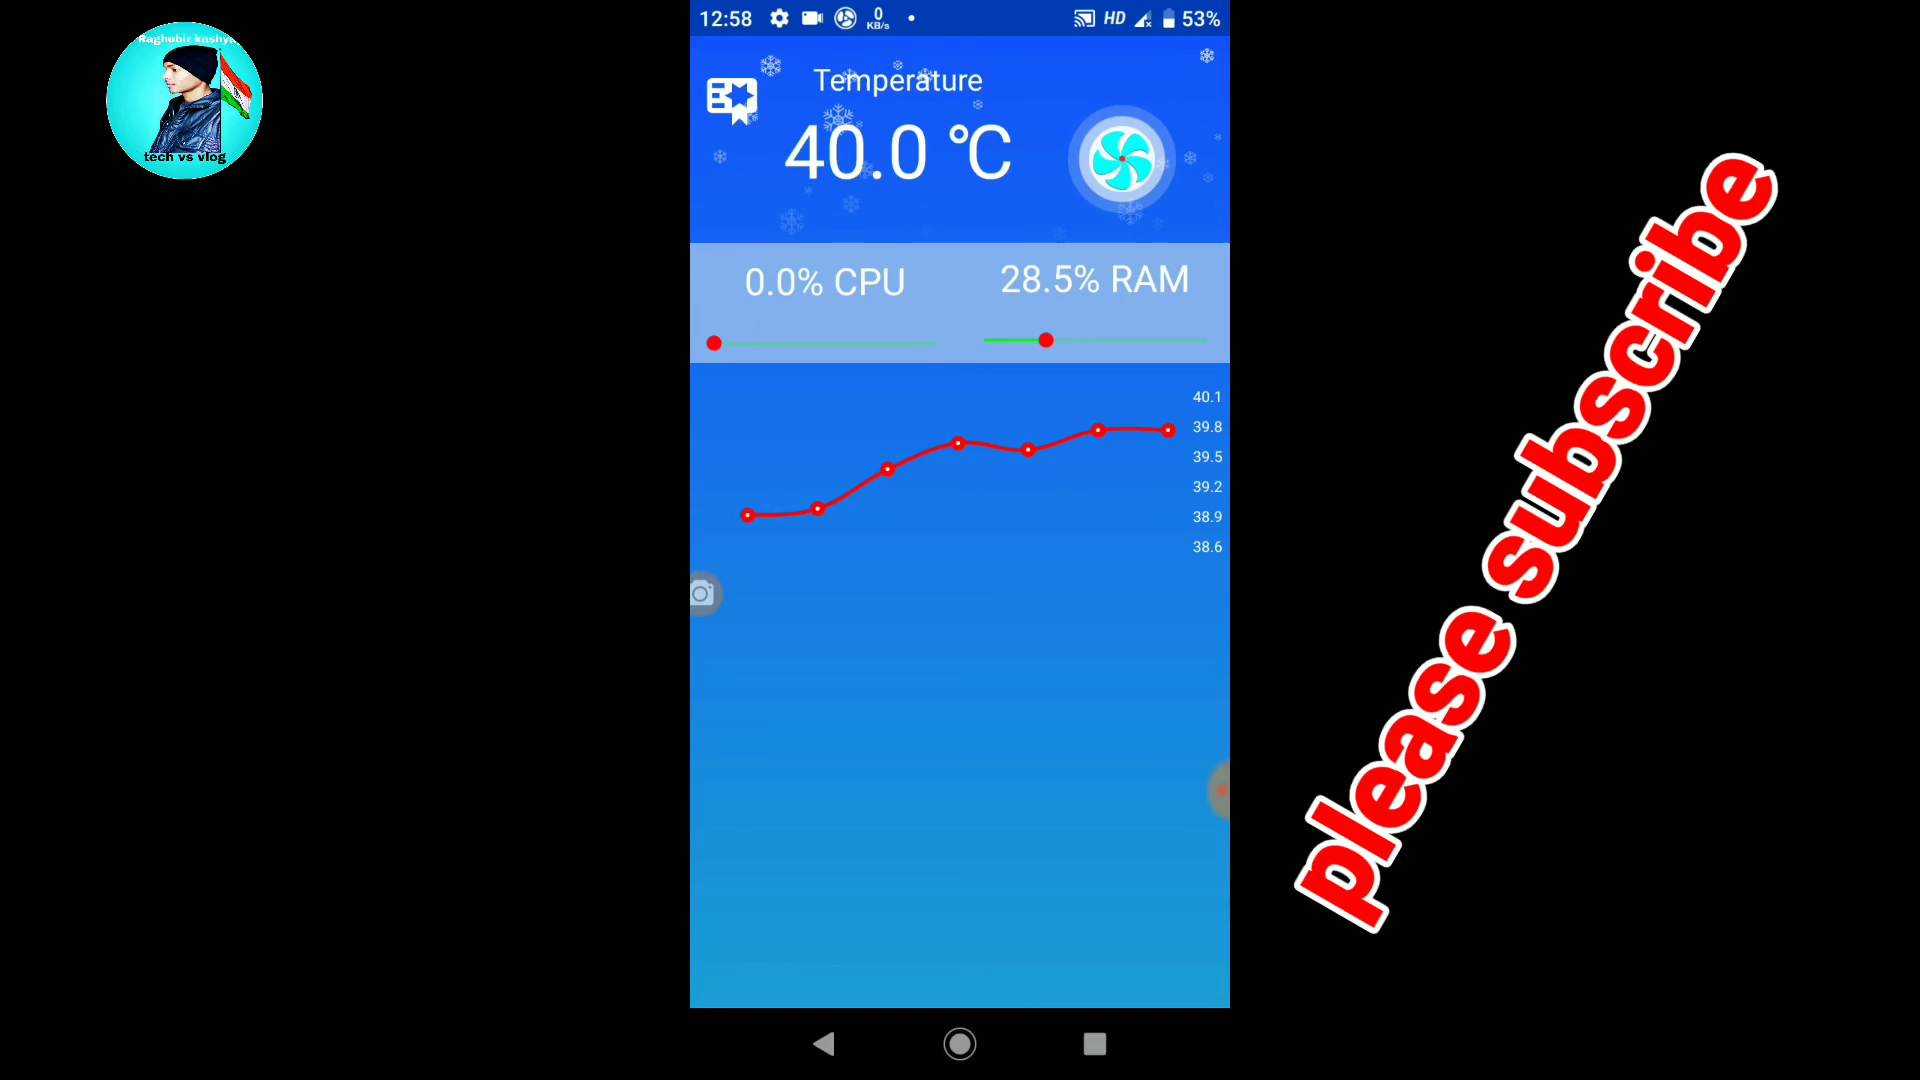 Raghubir kashya
tech vs vlog
12:58 0 KB/s HD 53%
Temperature
40.0 °C
0.0% CPU
28.5% RAM
40.1
39.8
39.5
39.2
38.9
38.6
please subscribe